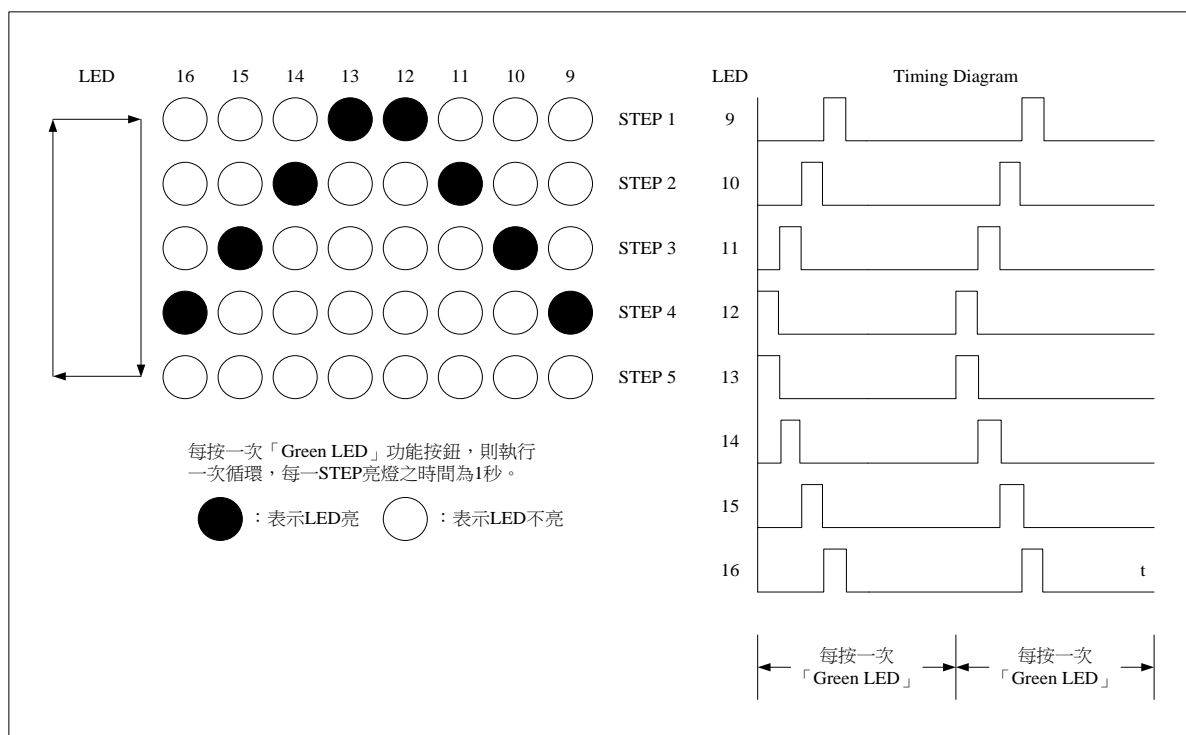 LED 16 15 14 13 12 11 10 9
STEP 1
STEP 2
STEP 3
STEP 4
STEP 5
每按一次「Green LED」功能按鈕，則執行
一次循環，每一STEP亮燈之時間為1秒。
：表示LED亮 ：表示LED不亮
LED Timing Diagram
9
10
11
12
13
14
15
16 t
每按一次 每按一次
「Green LED」 「Green LED」